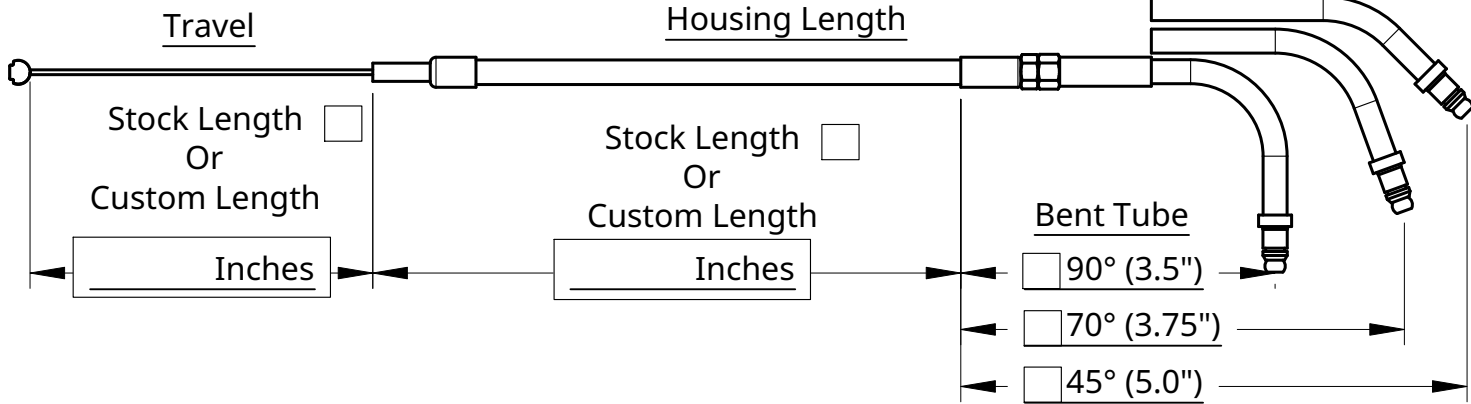 Travel
Housing Length
Stock Length
Or
Custom Length
Inches
Stock Length
Or
Custom Length
Inches
Bent Tube
90° (3.5")
70° (3.75")
45° (5.0")